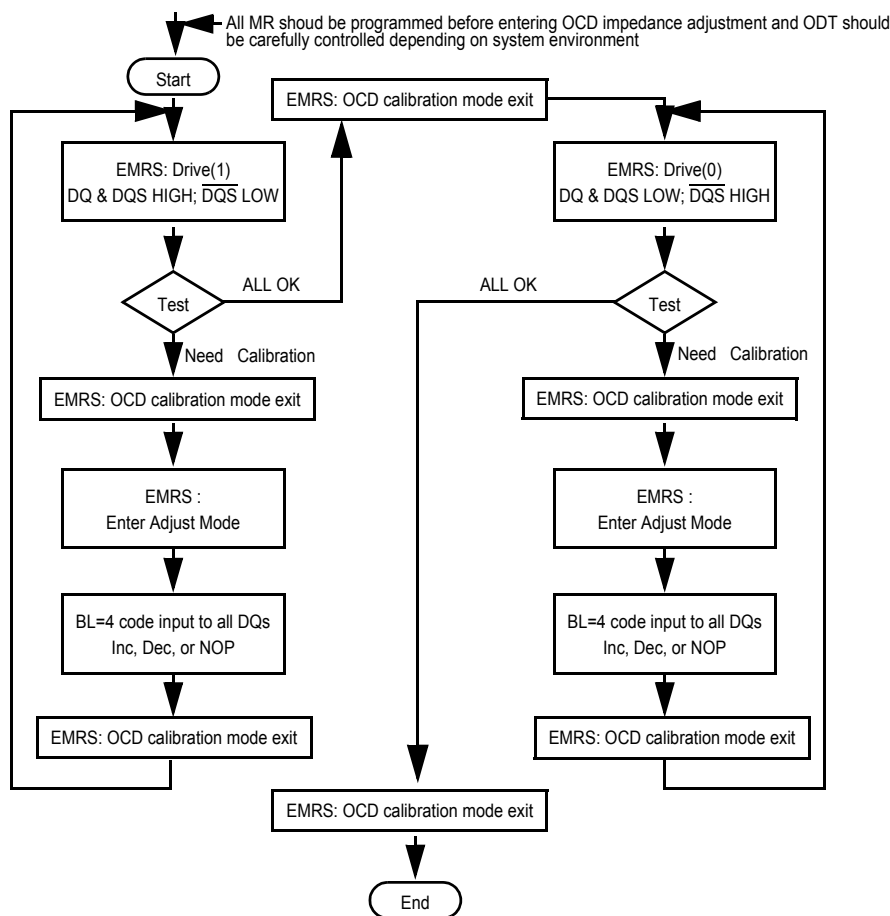 All MR shoud be programmed before entering OCD impedance adjustment and ODT should
be carefully controlled depending on system environment
Start
EMRS: OCD calibration mode exit
EMRS: Drive(1)
DQ & DQS HIGH; D̅Q̅S̅ LOW
EMRS: Drive(0)
DQ & DQS LOW; D̅Q̅S̅ HIGH
Test
ALL OK
ALL OK
Test
Need Calibration
Need Calibration
EMRS: OCD calibration mode exit
EMRS: OCD calibration mode exit
EMRS :
Enter Adjust Mode
EMRS :
Enter Adjust Mode
BL=4 code input to all DQs
Inc, Dec, or NOP
BL=4 code input to all DQs
Inc, Dec, or NOP
EMRS: OCD calibration mode exit
EMRS: OCD calibration mode exit
EMRS: OCD calibration mode exit
End